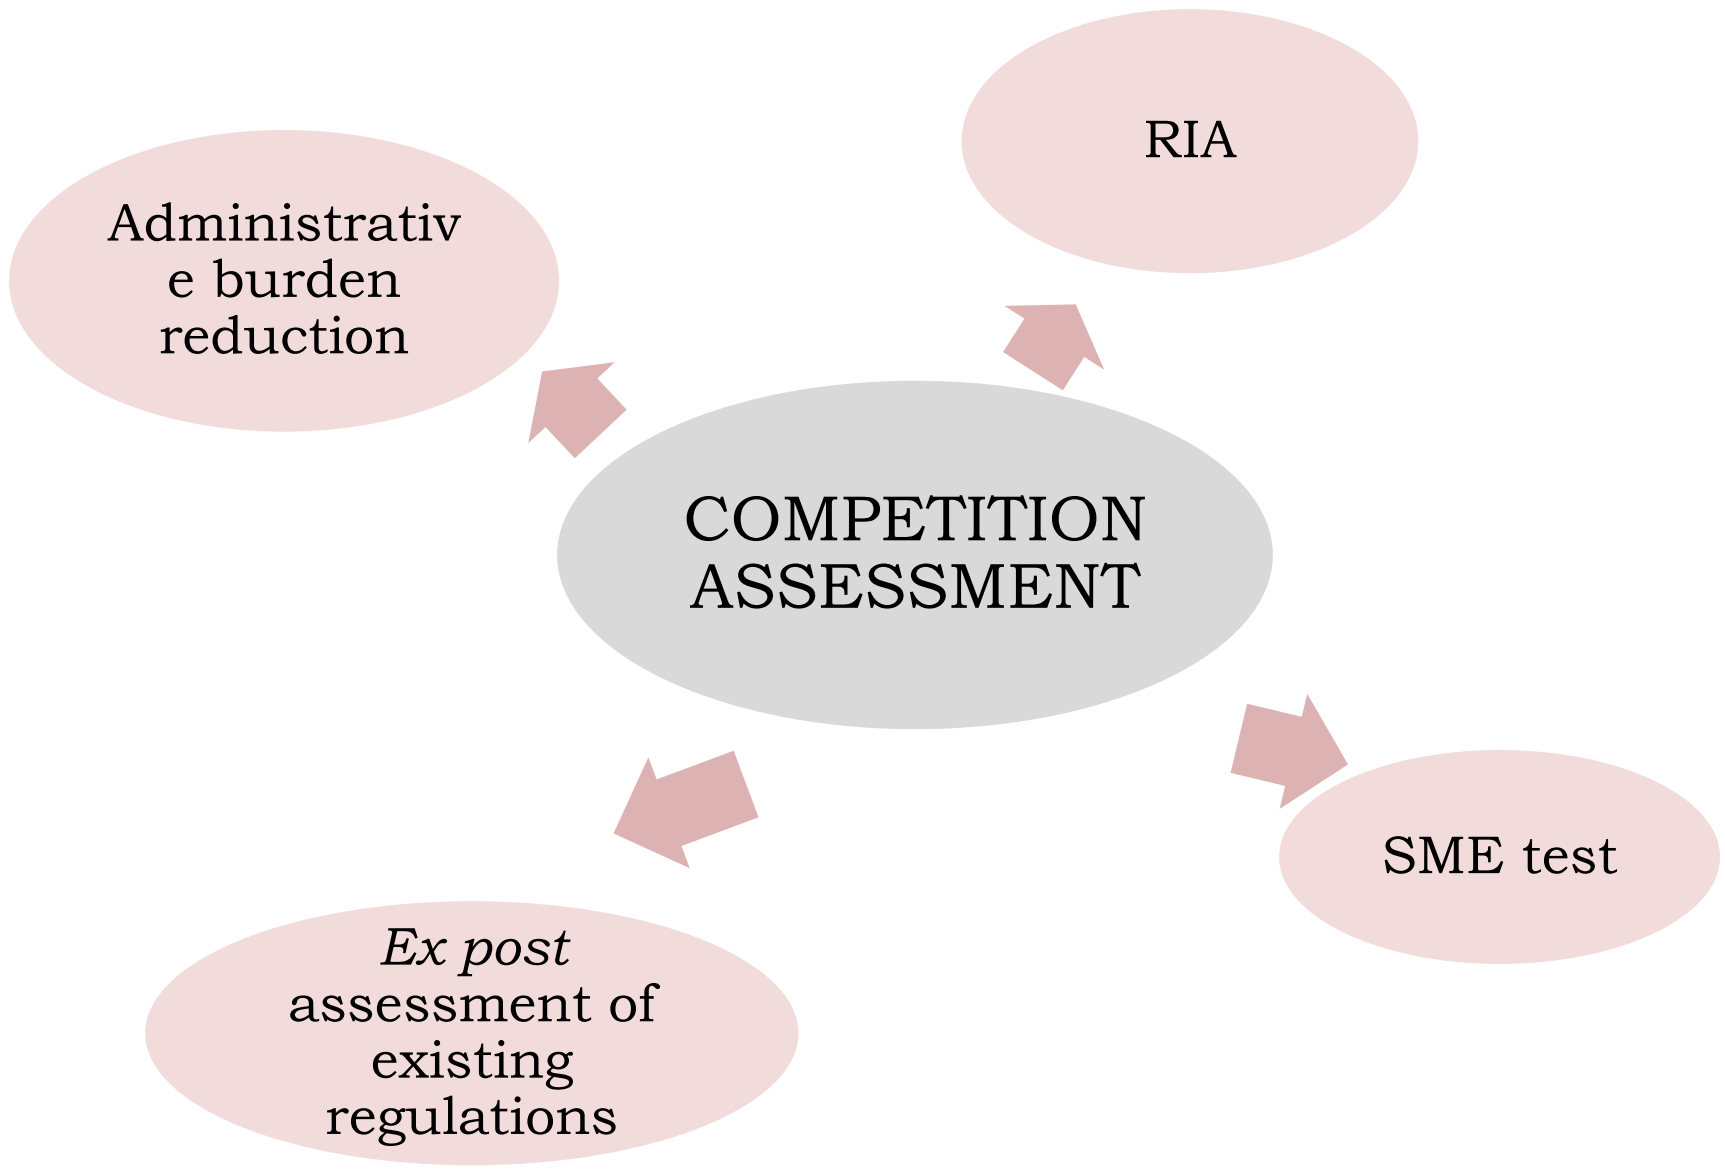 RIA
Administrativ
e burden
reduction
COMPETITION
ASSESSMENT
SME test
Ex post
assessment of
existing
regulations